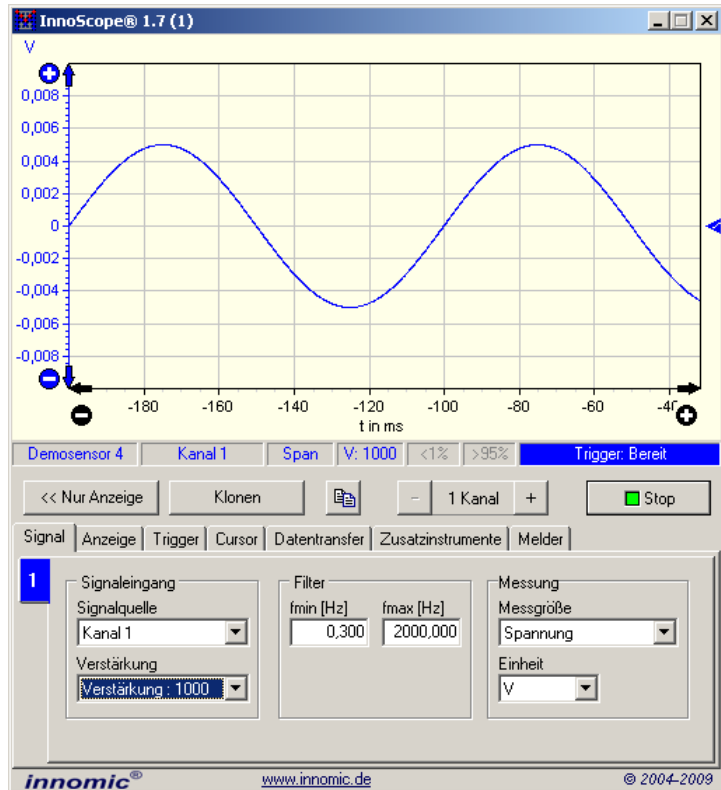 InnoScope® 1.7 (1)
V
0,008
0,006
0,004
0,002
0
-0,002
-0,004
-0,006
-0,008
-180 -160 -140 -120 -100 -80 -60
t in ms
Demosensor 4 Kanal 1 Span V: 1000 <1% >95% Trigger: Bereit
<< Nur Anzeige Klonen - 1 Kanal + Stop
Signal Anzeige Trigger Cursor Datentransfer Zusatzinstrumente Melder
1 Signaleingang Filter Messung
Signalquelle fmin [Hz] fmax [Hz] Messgröße
Kanal 1 0,300 2000,000 Spannung
Verstärkung Einheit
Verstärkung : 1000 V
innomic® www.innomic.de © 2004-2009